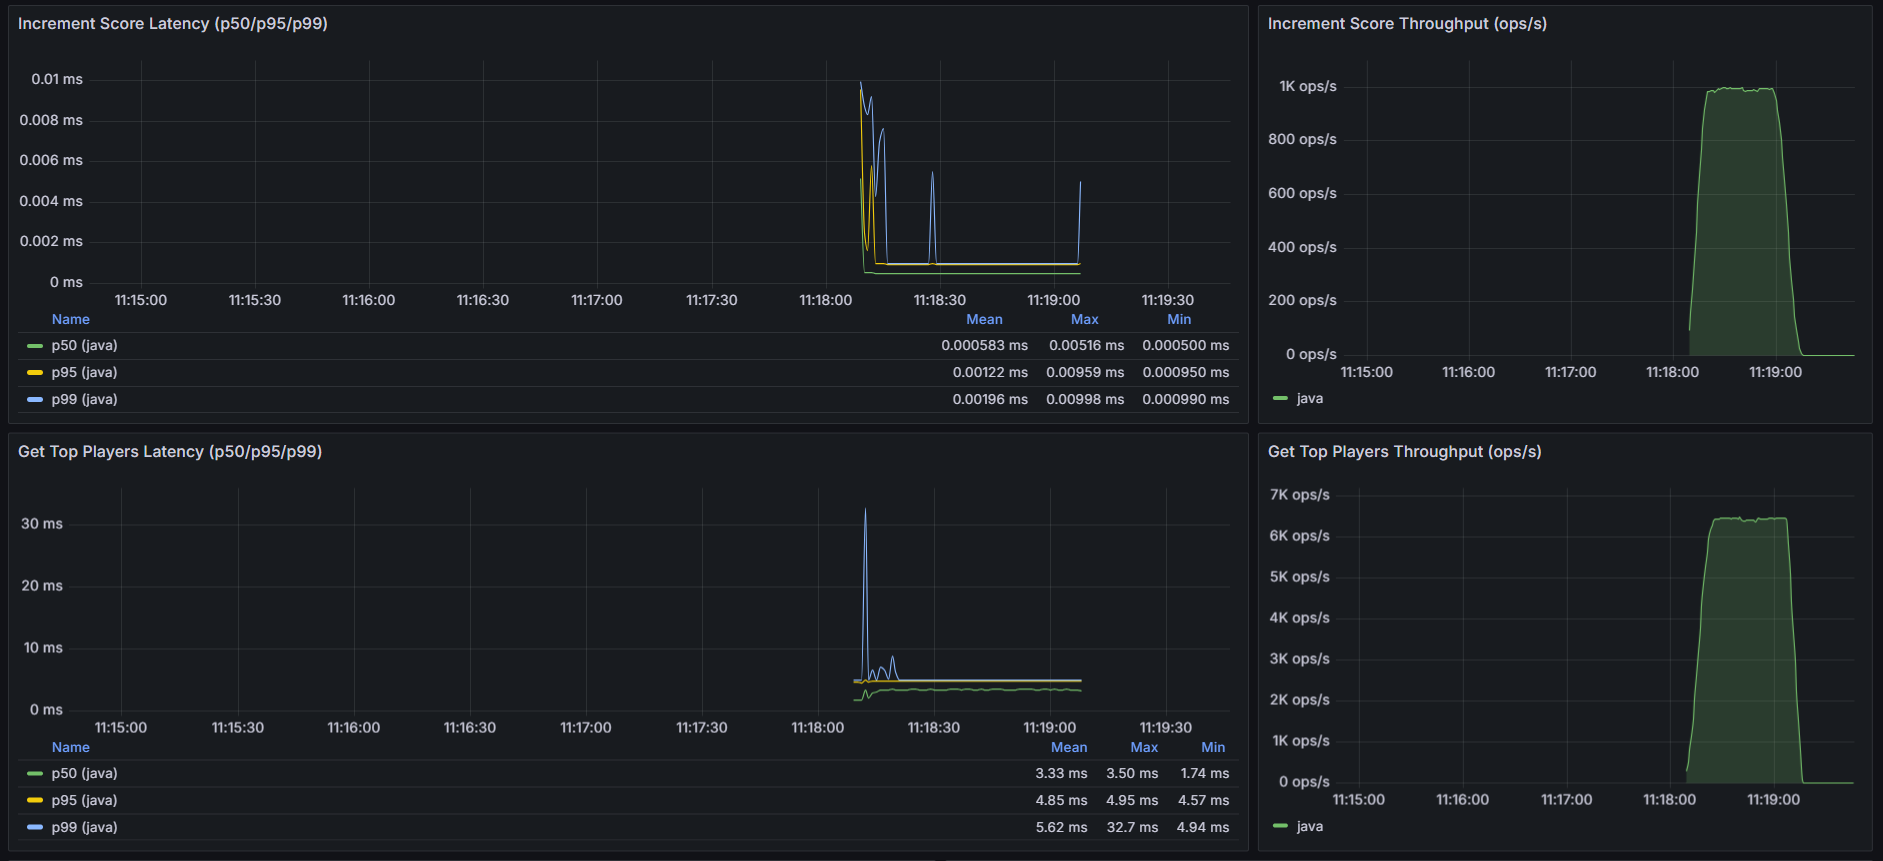 Increment Score Latency (p50/p95/p99)
0.01 ms
0.008 ms
0.006 ms
0.004 ms
0.002 ms
0 ms
11:15:00 11:15:30 11:16:00 11:16:30 11:17:00 11:17:30 11:18:00 11:18:30 11:19:00 11:19:30
Name Mean Max Min
p50 (java) 0.000583 ms 0.00516 ms 0.000500 ms
p95 (java) 0.00122 ms 0.00959 ms 0.000950 ms
p99 (java) 0.00196 ms 0.00998 ms 0.000990 ms
Increment Score Throughput (ops/s)
1K ops/s
800 ops/s
600 ops/s
400 ops/s
200 ops/s
0 ops/s
11:15:00 11:16:00 11:17:00 11:18:00 11:19:00
java
Get Top Players Latency (p50/p95/p99)
30 ms
20 ms
10 ms
0 ms
11:15:00 11:15:30 11:16:00 11:16:30 11:17:00 11:17:30 11:18:00 11:18:30 11:19:00 11:19:30
Name Mean Max Min
p50 (java) 3.33 ms 3.50 ms 1.74 ms
p95 (java) 4.85 ms 4.95 ms 4.57 ms
p99 (java) 5.62 ms 32.7 ms 4.94 ms
Get Top Players Throughput (ops/s)
7K ops/s
6K ops/s
5K ops/s
4K ops/s
3K ops/s
2K ops/s
1K ops/s
0 ops/s
11:15:00 11:16:00 11:17:00 11:18:00 11:19:00
java